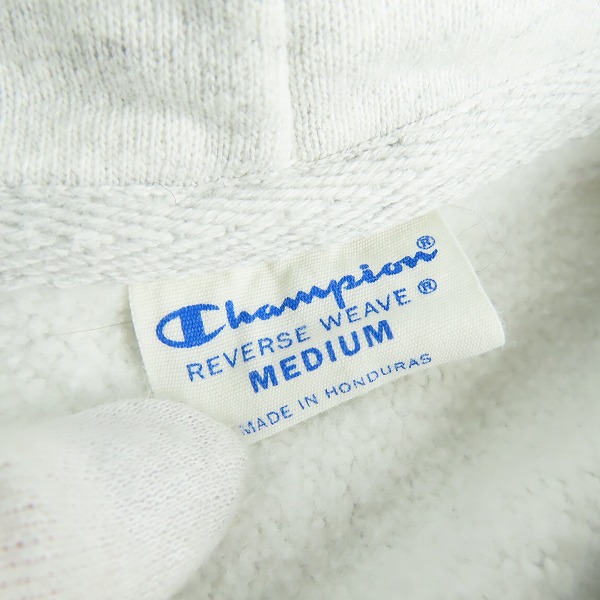 Champion®
REVERSE WEAVE®
MEDIUM
MADE IN HONDURAS